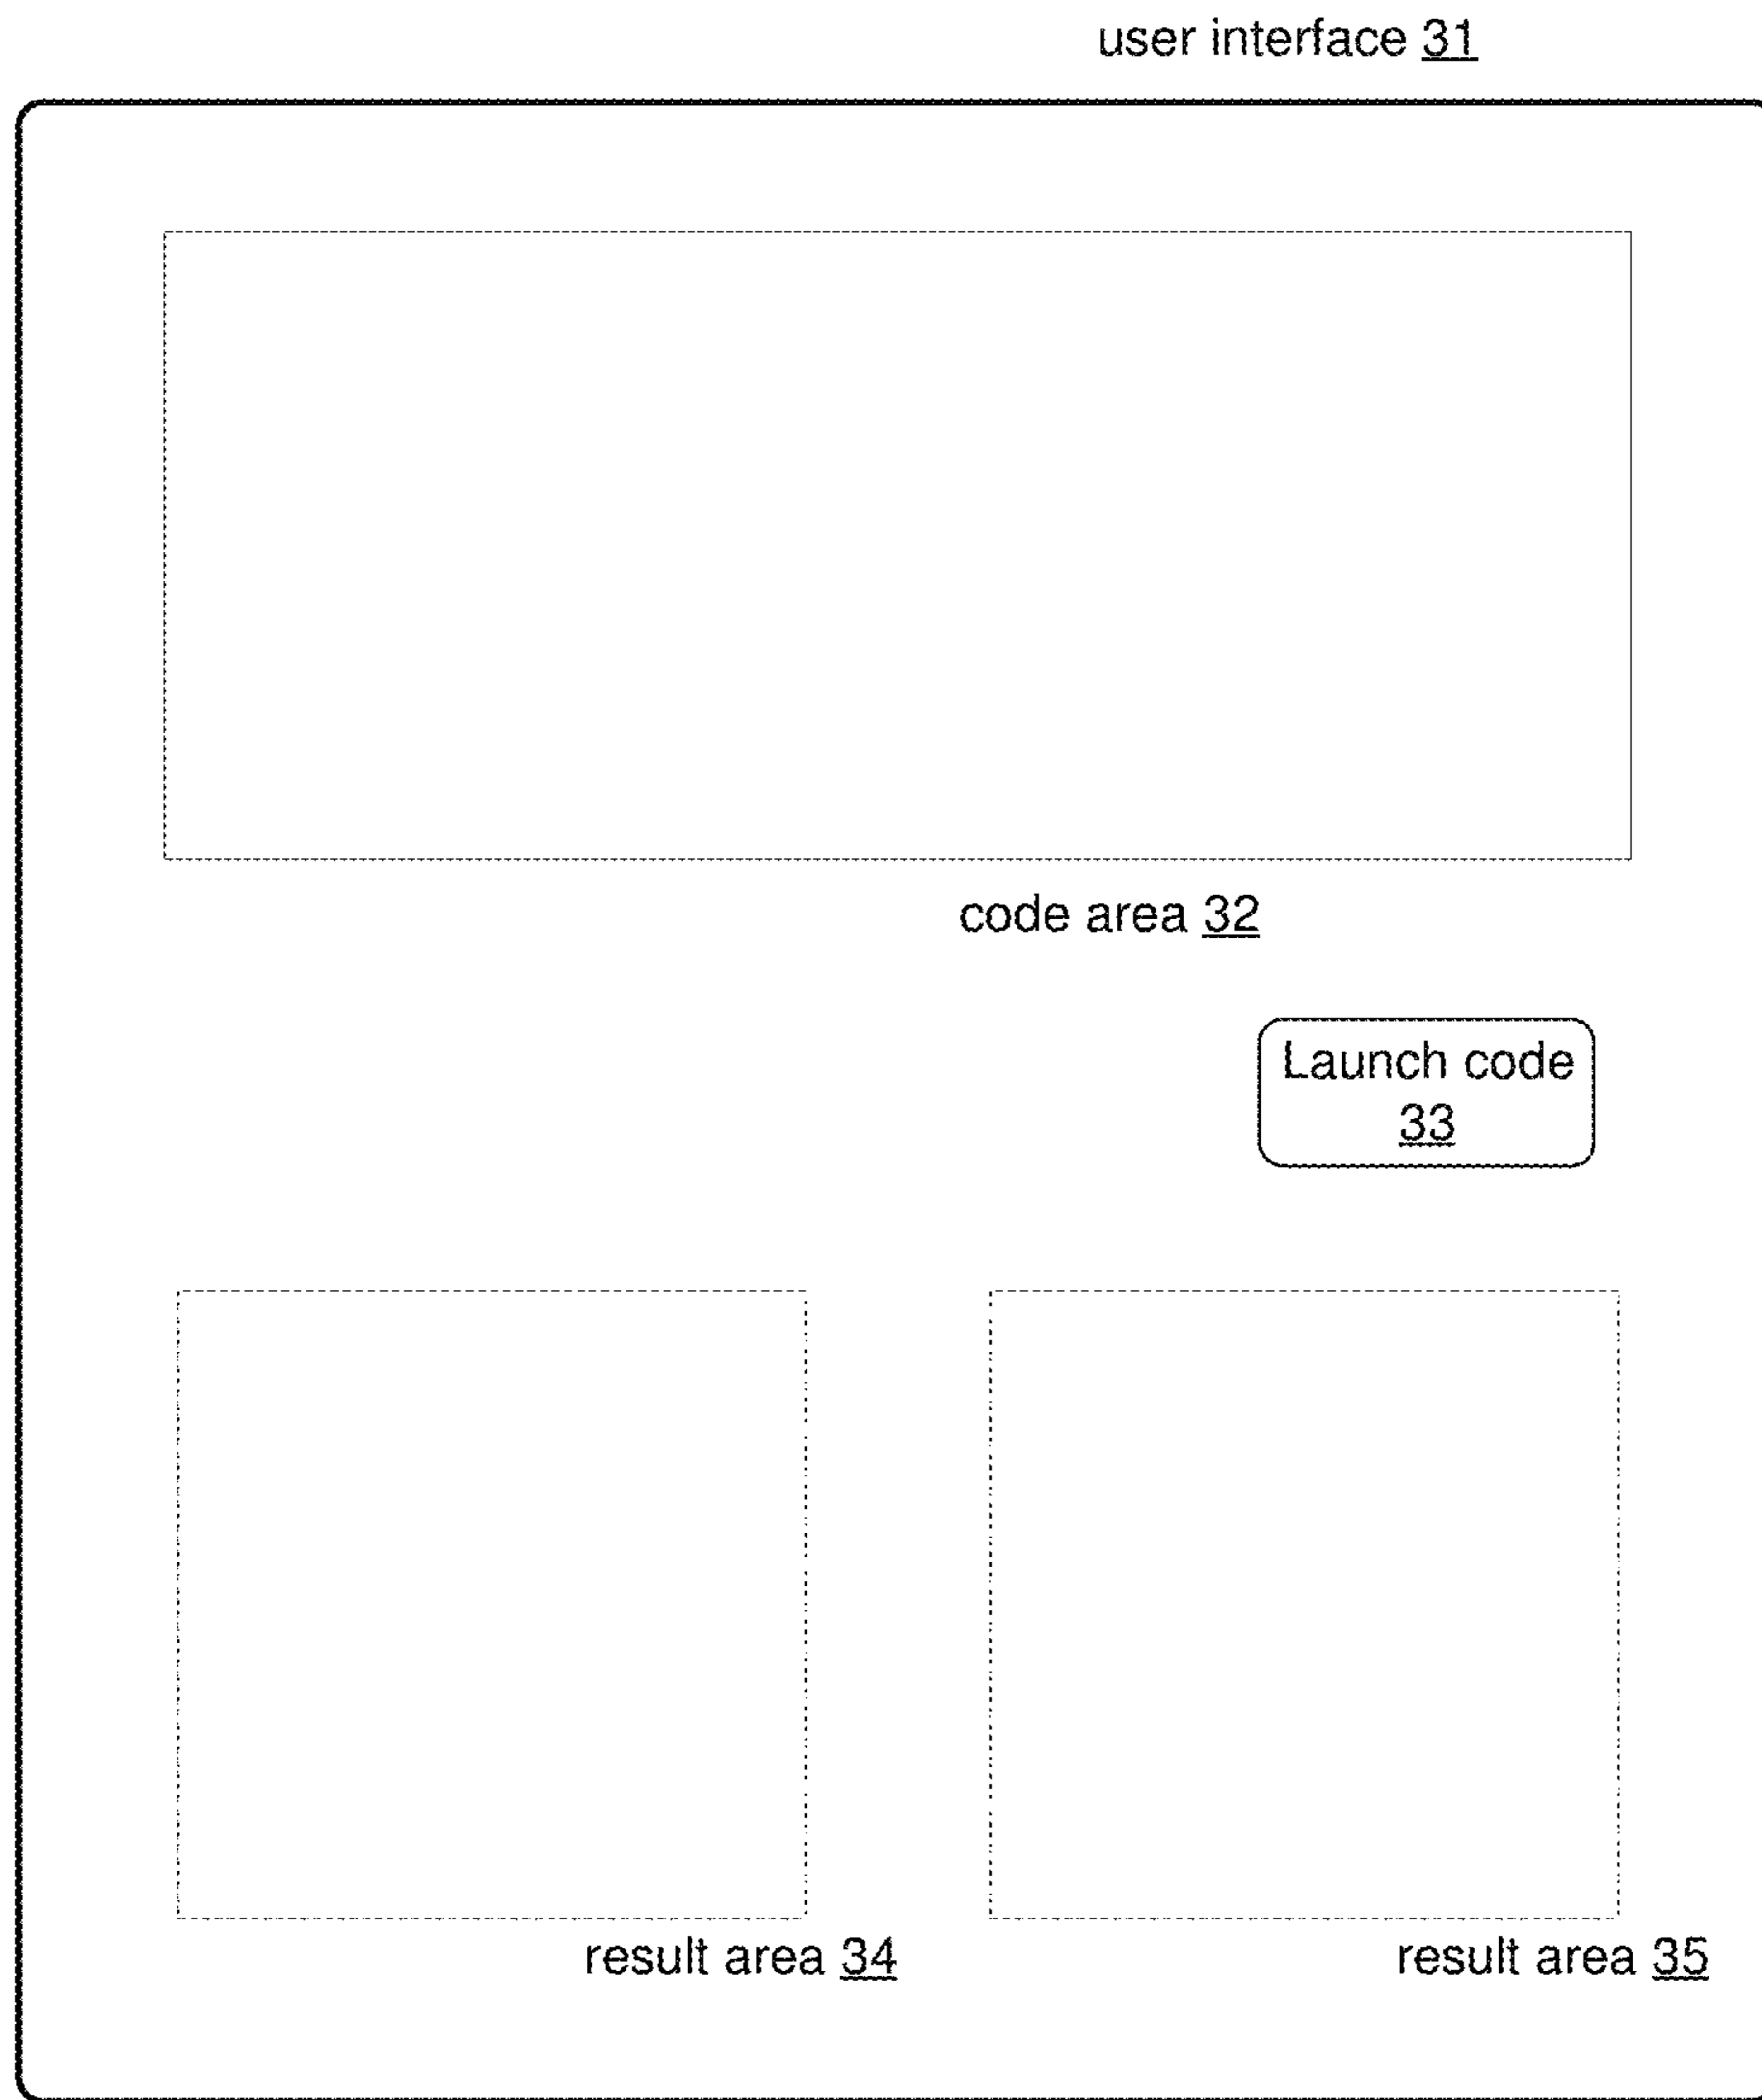 user interface 31
code area 32
Launch code
33
result area 34
result area 35